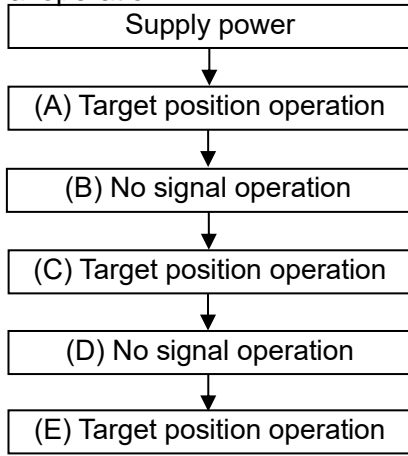 Supply power
(A) Target position operation
(B) No signal operation
(C) Target position operation
(D) No signal operation
(E) Target position operation